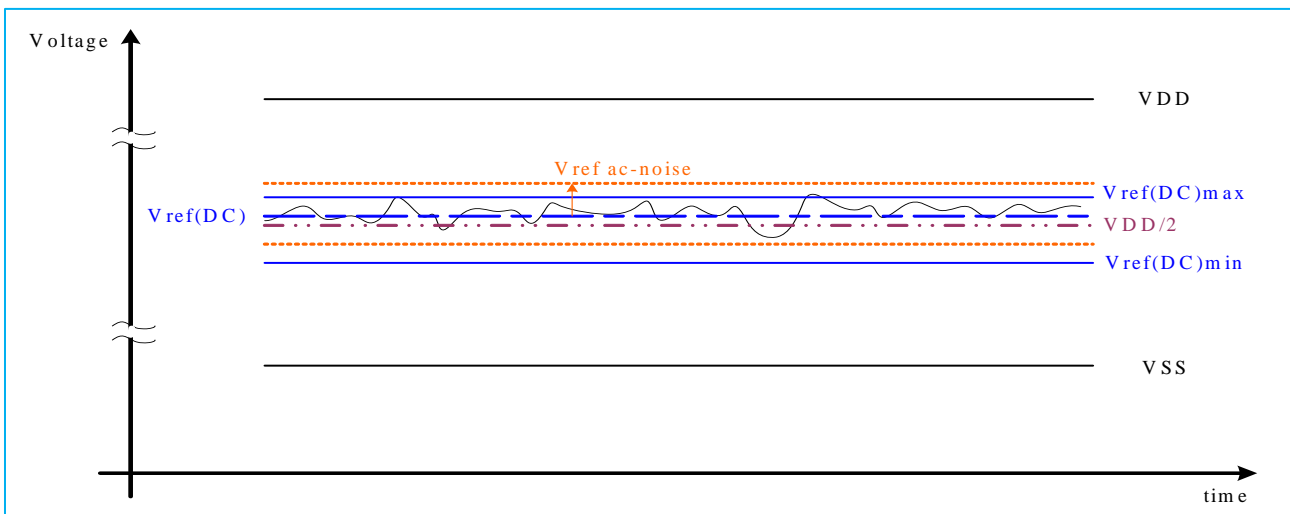 Voltage
VDD
Vref ac-noise
Vref(DC)max
Vref(DC)
VDD/2
Vref(DC)min
VSS
time